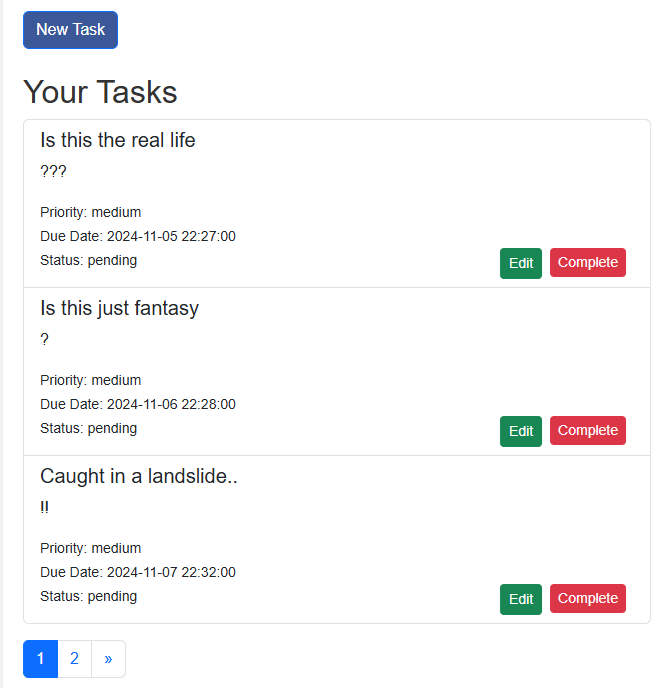 New Task
Your Tasks
Is this the real life
???
Priority: medium
Due Date: 2024-11-05 22:27:00
Status: pending
Edit Complete
Is this just fantasy
?
Priority: medium
Due Date: 2024-11-06 22:28:00
Status: pending
Edit Complete
Caught in a landslide..
!!
Priority: medium
Due Date: 2024-11-07 22:32:00
Status: pending
Edit Complete
1 2 »